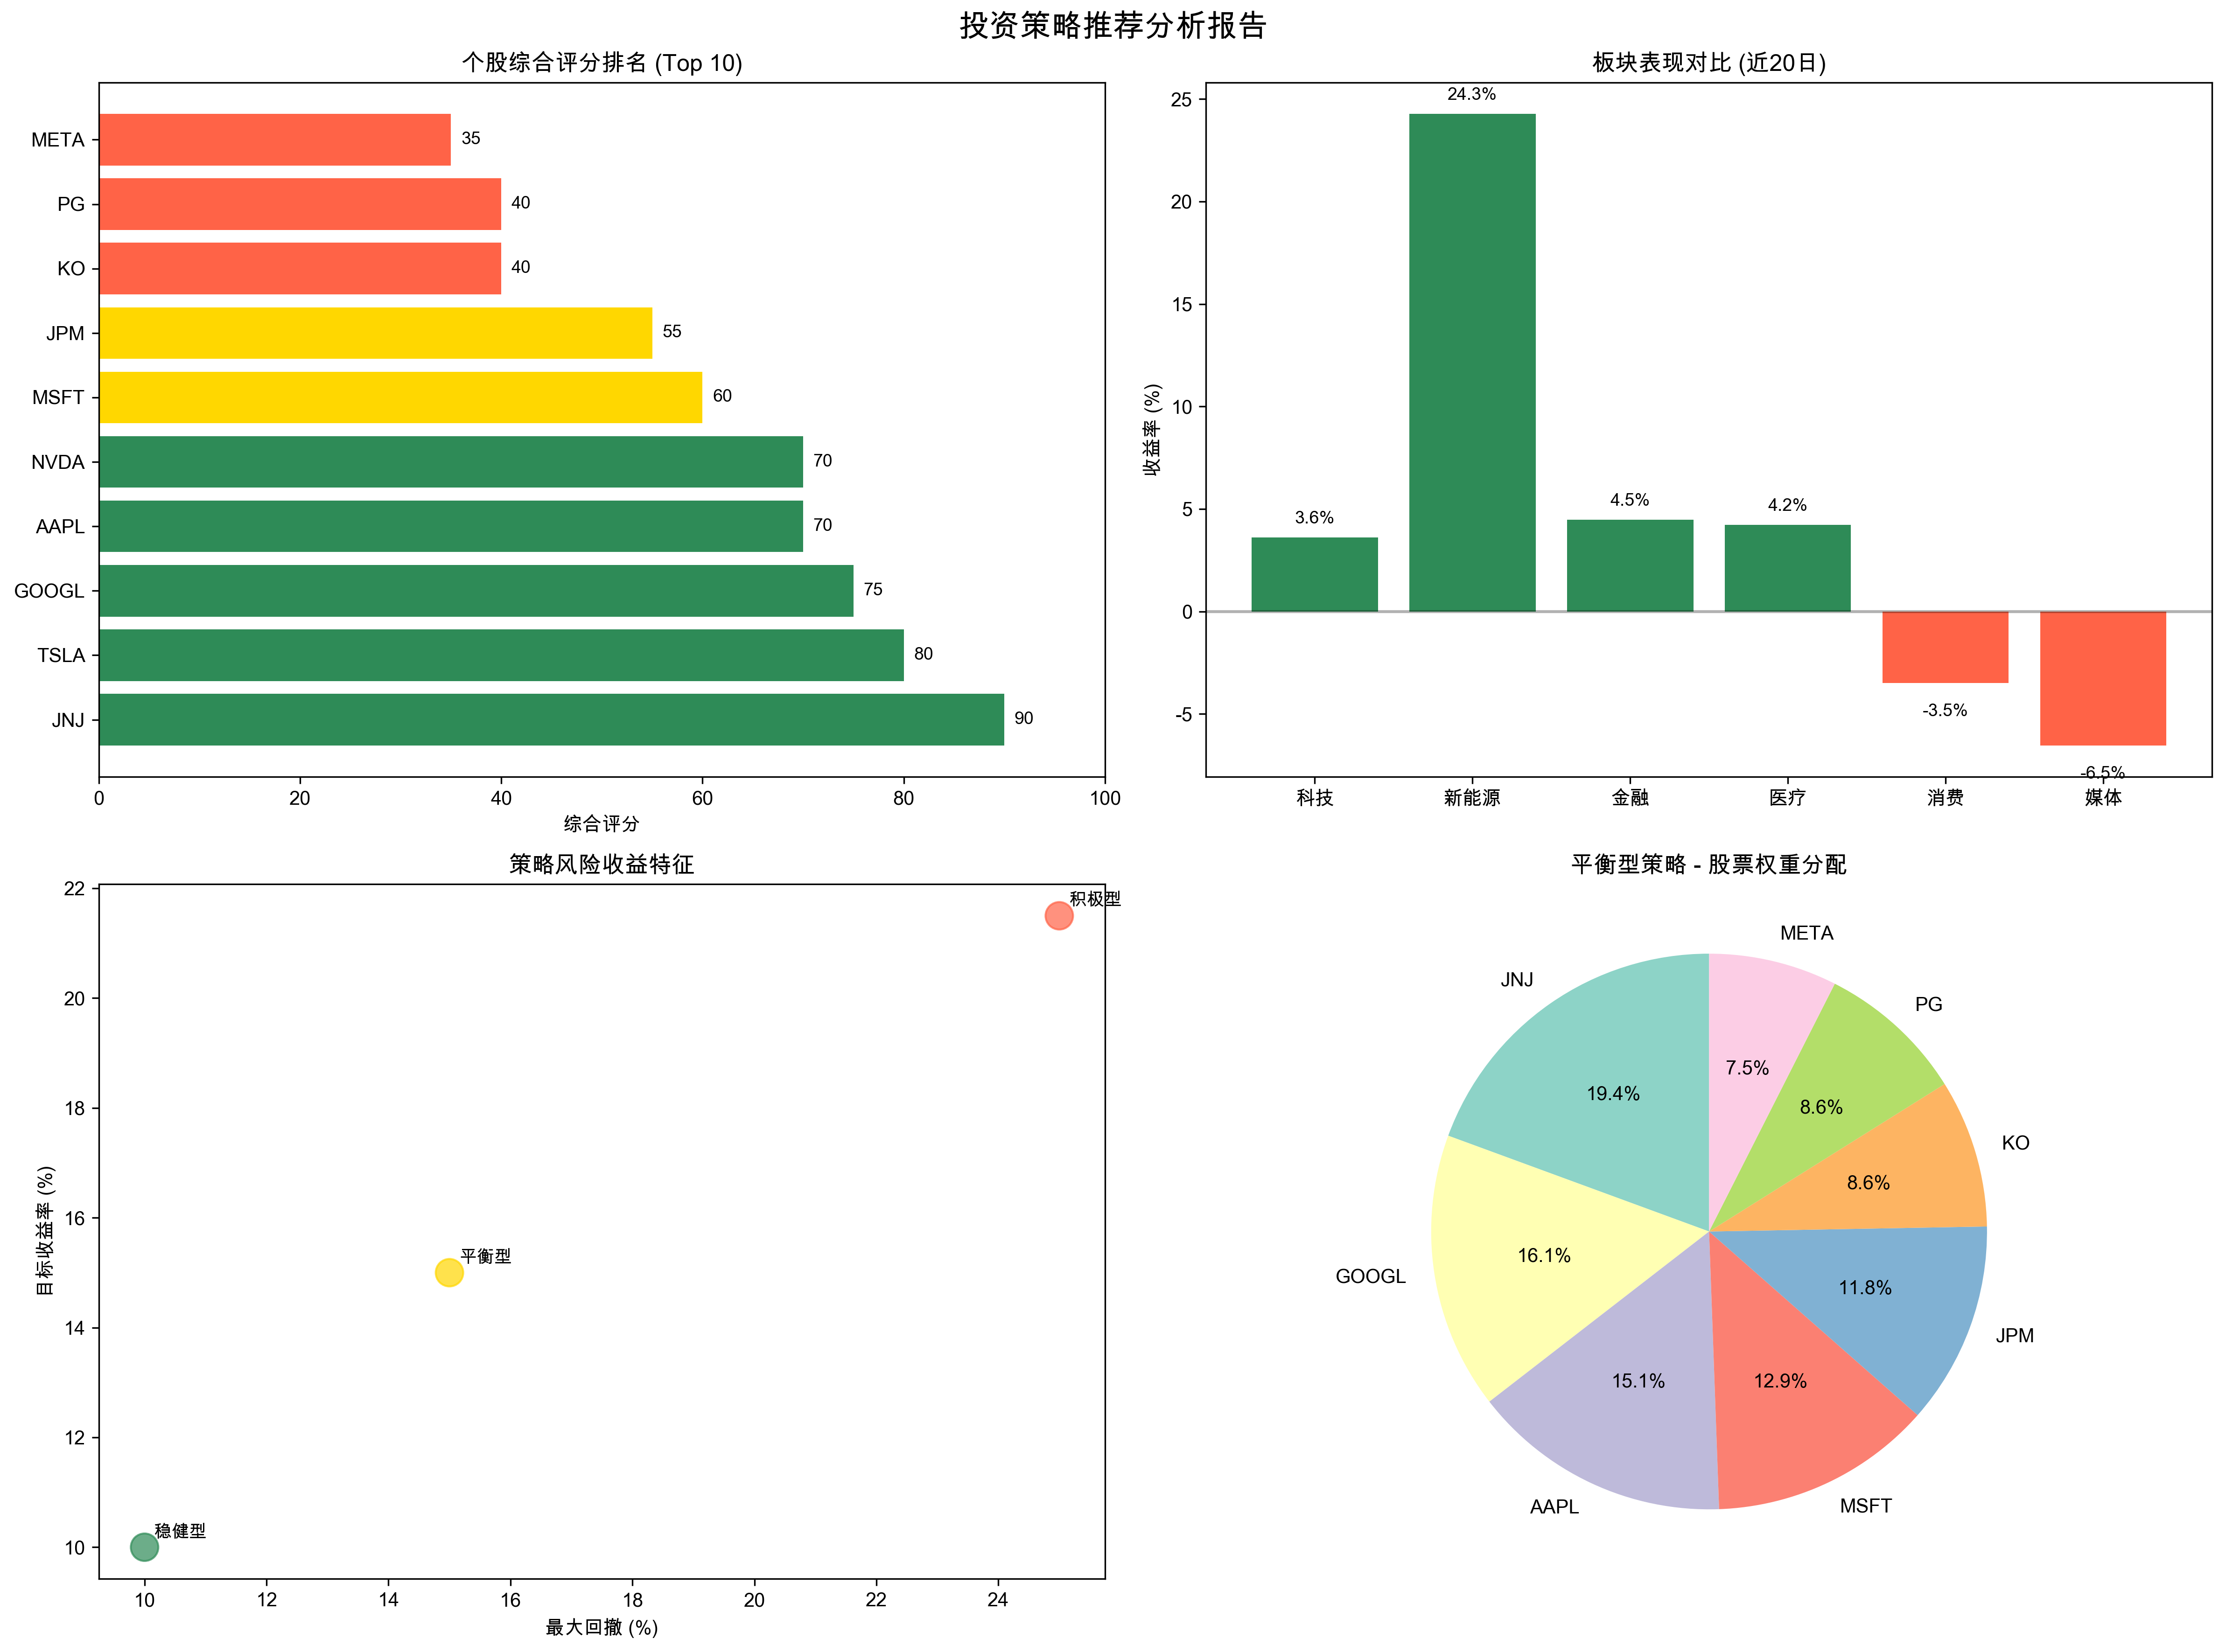 投资策略推荐分析报告
个股综合评分排名 (Top 10)
META
35
PG
40
KO
40
JPM
55
MSFT
60
NVDA
70
AAPL
70
GOOGL
75
TSLA
80
JNJ
90
0 20 40 60 80 100
综合评分
板块表现对比 (近20日)
收益率 (%)
25
20
15
10
5
0
-5
3.6%
24.3%
4.5%
4.2%
-3.5%
-6.5%
科技 新能源 金融 医疗 消费 媒体
策略风险收益特征
目标收益率 (%)
22
20
18
16
14
12
10
积极型
平衡型
稳健型
10 12 14 16 18 20 22 24
最大回撤 (%)
平衡型策略 - 股票权重分配
META
7.5%
JNJ
19.4%
PG
8.6%
KO
8.6%
GOOGL
16.1%
JPM
11.8%
AAPL
15.1%
MSFT
12.9%